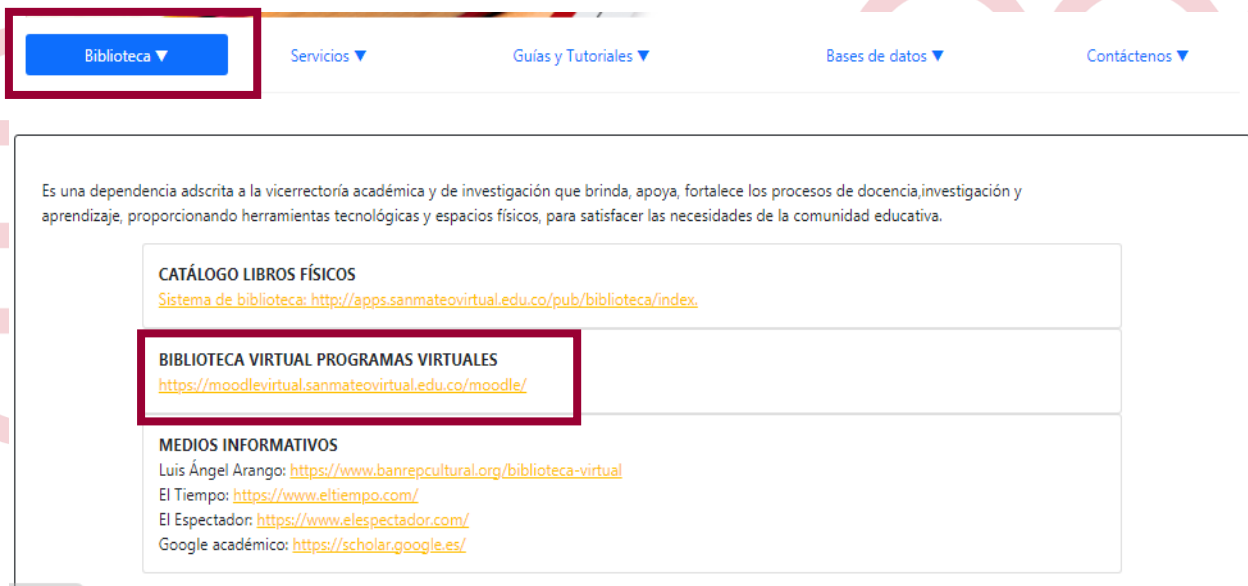 Biblioteca ▼
Servicios ▼
Guías y Tutoriales ▼
Bases de datos ▼
Contáctenos ▼
Es una dependencia adscrita a la vicerrectoría académica y de investigación que brinda, apoya, fortalece los procesos de docencia,investigación y
aprendizaje, proporcionando herramientas tecnológicas y espacios físicos, para satisfacer las necesidades de la comunidad educativa.
CATÁLOGO LIBROS FÍSICOS
Sistema de biblioteca: http://apps.sanmateovirtual.edu.co/pub/biblioteca/index.
BIBLIOTECA VIRTUAL PROGRAMAS VIRTUALES
https://moodlevirtual.sanmateovirtual.edu.co/moodle/
MEDIOS INFORMATIVOS
Luis Ángel Arango: https://www.banrepcultural.org/biblioteca-virtual
El Tiempo: https://www.eltiempo.com/
El Espectador: https://www.elespectador.com/
Google académico: https://scholar.google.es/